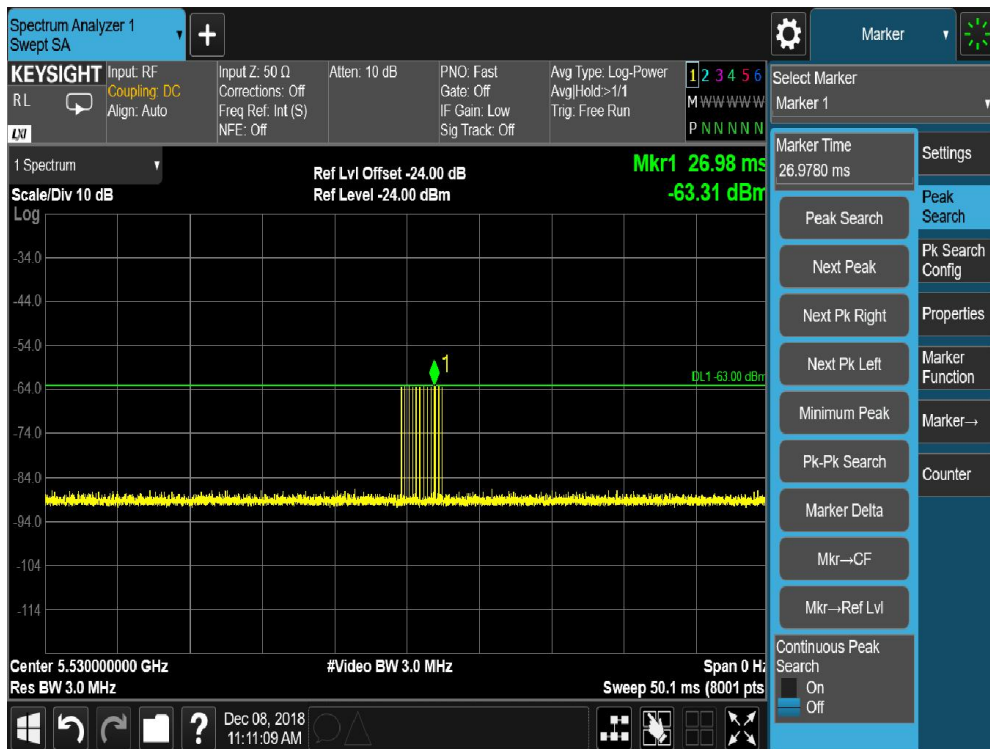 Spectrum Analyzer 1
Swept SA
+
Marker
KEYSIGHT
RL
LXI
Input: RF
Coupling: DC
Align: Auto
Input Z: 50 Ω
Corrections: Off
Freq Ref: Int (S)
NFE: Off
Atten: 10 dB
PNO: Fast
Gate: Off
IF Gain: Low
Sig Track: Off
Avg Type: Log-Power
Avg|Hold:>1/1
Trig: Free Run
1 2 3 4 5 6
M W W W W W
P N N N N N
Select Marker
Marker 1
1 Spectrum
Scale/Div 10 dB
Log
Ref Lvl Offset -24.00 dB
Ref Level -24.00 dBm
Mkr1 26.98 ms
-63.31 dBm
-34.0
-44.0
-54.0
-64.0
-74.0
-84.0
-94.0
-104
-114
1
DL1 -63.00 dBm
Center 5.530000000 GHz
Res BW 3.0 MHz
#Video BW 3.0 MHz
Span 0 Hz
Sweep 50.1 ms (8001 pts
Marker Time
26.9780 ms
Peak Search
Next Peak
Next Pk Right
Next Pk Left
Minimum Peak
Pk-Pk Search
Marker Delta
Mkr→CF
Mkr→Ref Lvl
Continuous Peak
Search
On
Off
Settings
Peak
Search
Pk Search
Config
Properties
Marker
Function
Marker→
Counter
?
Dec 08, 2018
11:11:09 AM